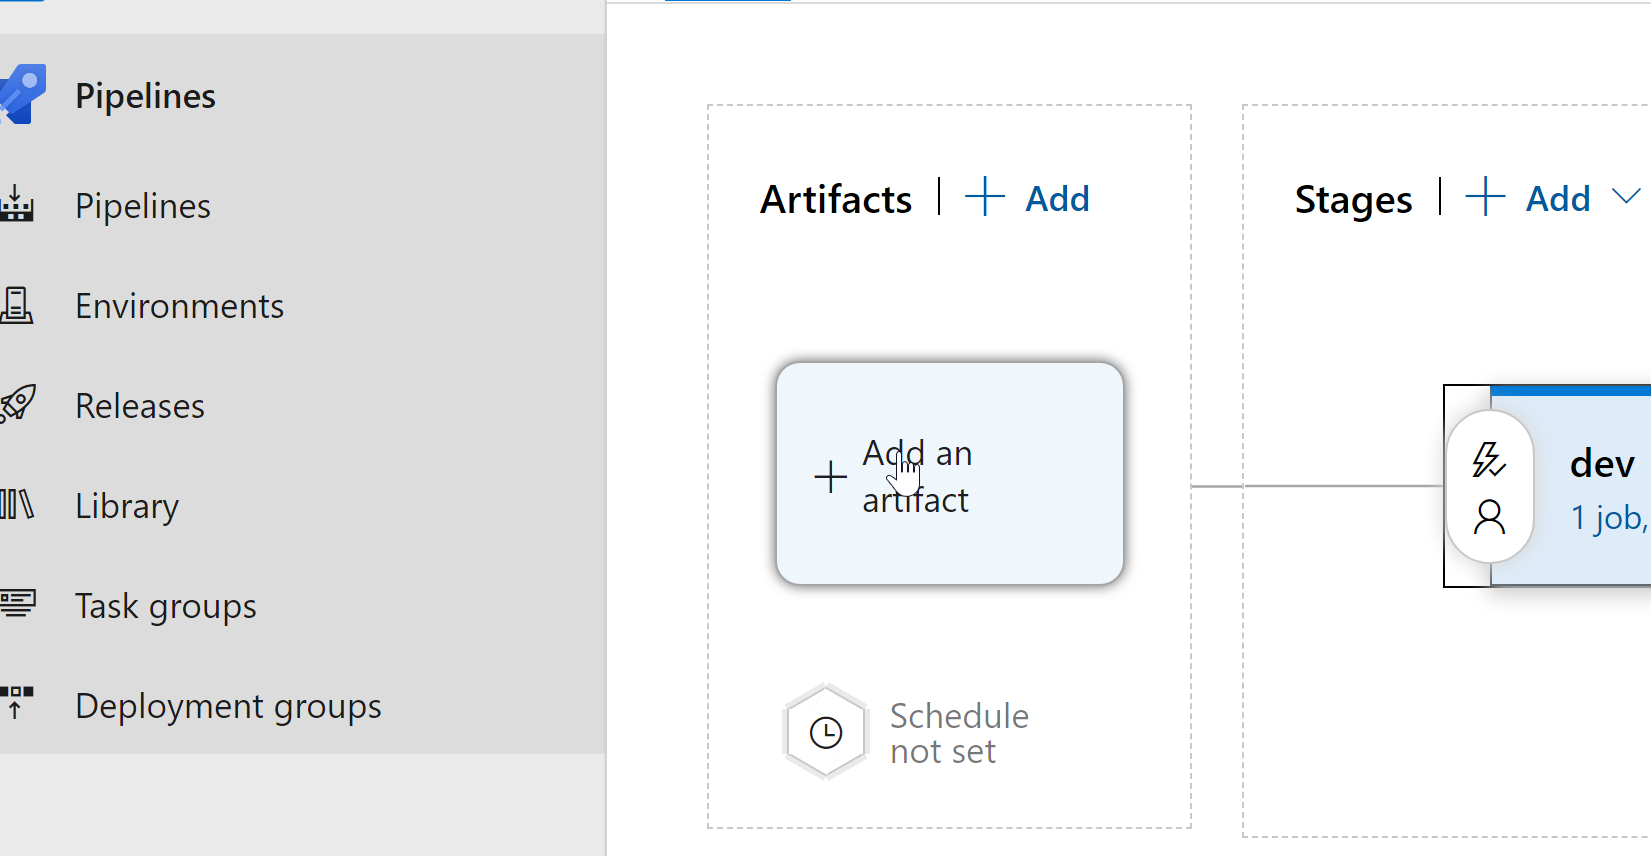 Pipelines
Pipelines
Environments
Releases
Library
Task groups
Deployment groups
Artifacts | + Add
Add an
artifact
Schedule
not set
Stages | + Add
dev
1 job,